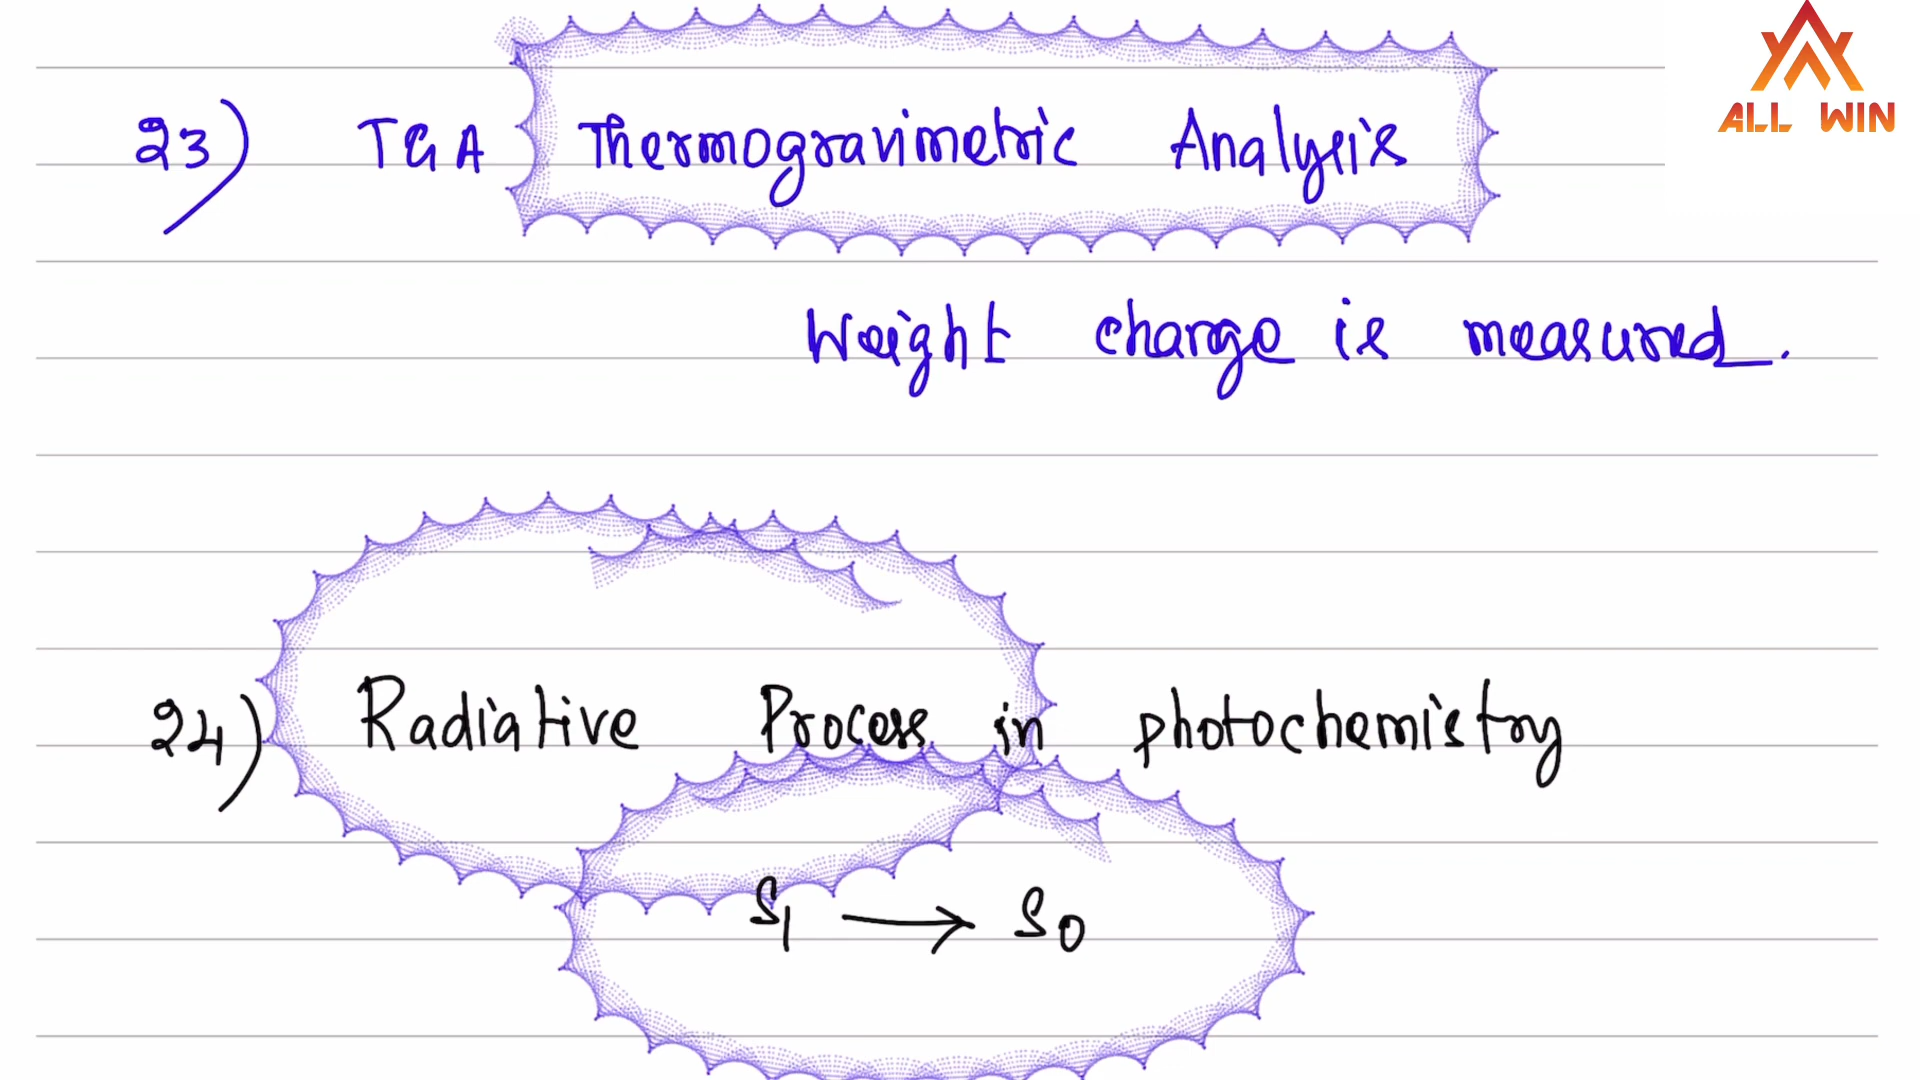 ALL WIN
23) TGA Thermogravimetric Analysis
Weight change is measured.
24) Radiative Process in photochemistry
S1 → S0